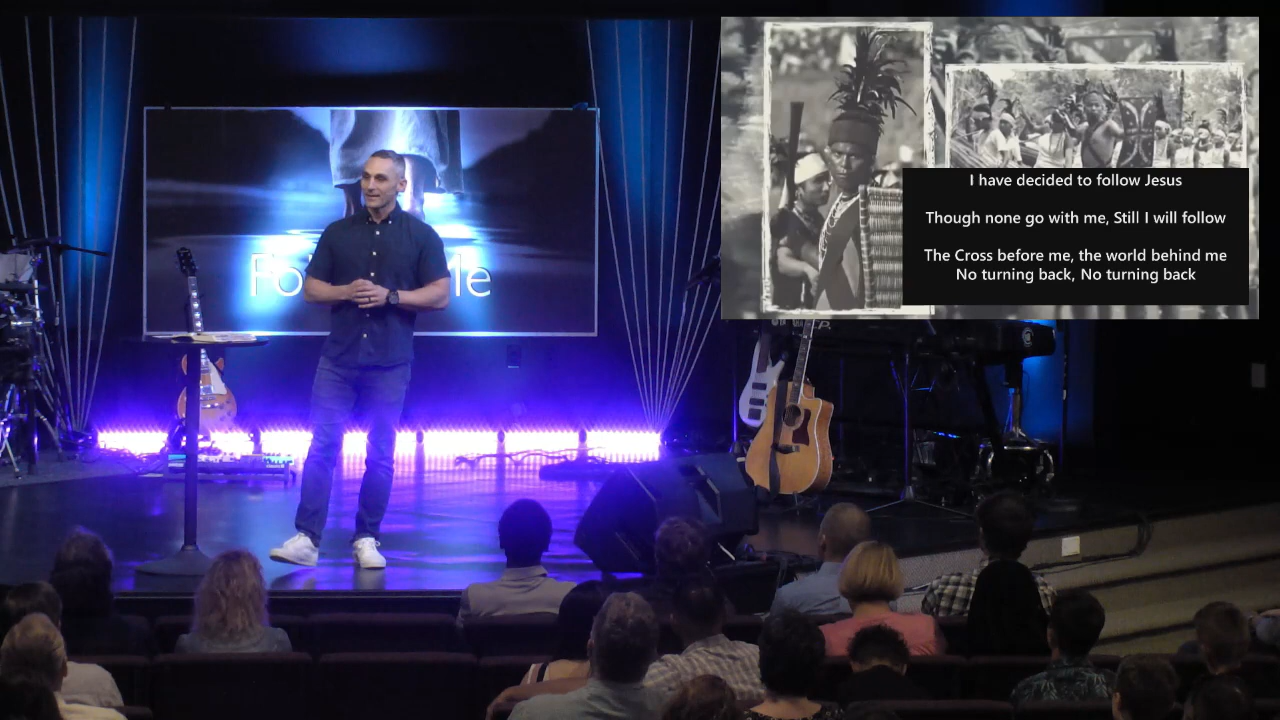 I have decided to follow Jesus
Though none go with me, Still I will follow
The Cross before me, the world behind me
No turning back, No turning back